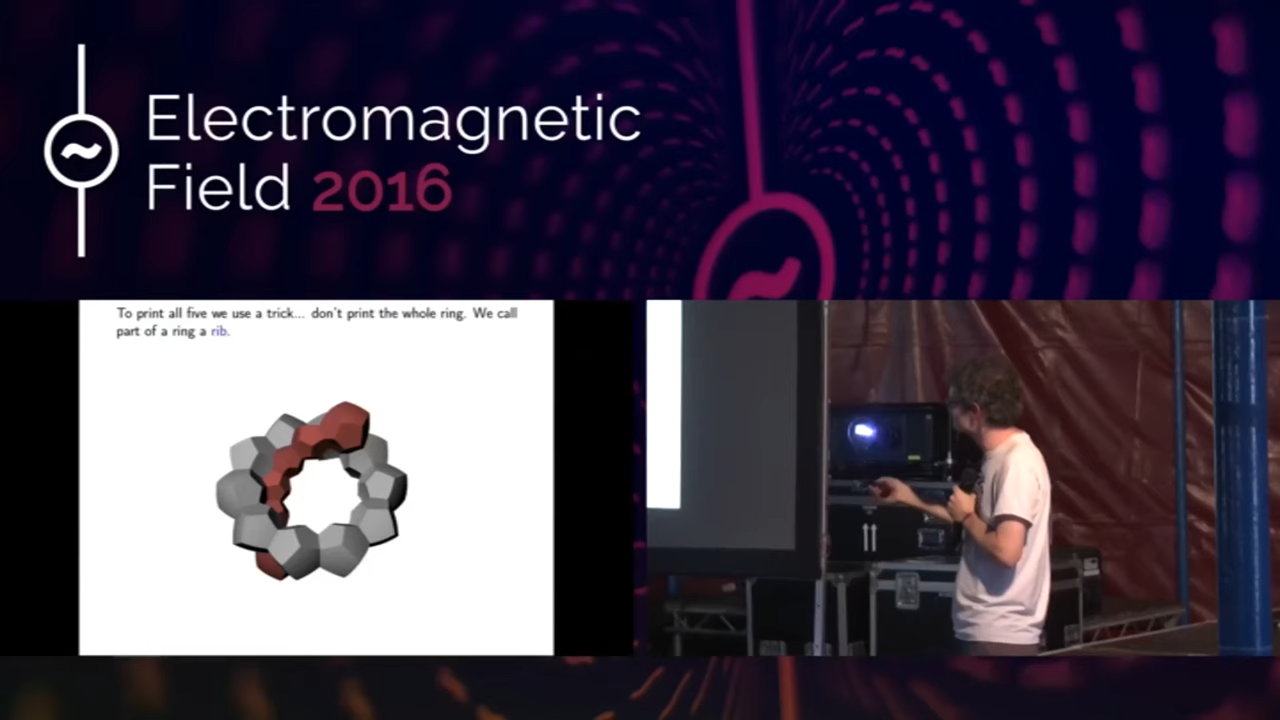 Electromagnetic
Field 2016
To print all five we use a trick... don't print the whole ring. We call
part of a ring a rib.